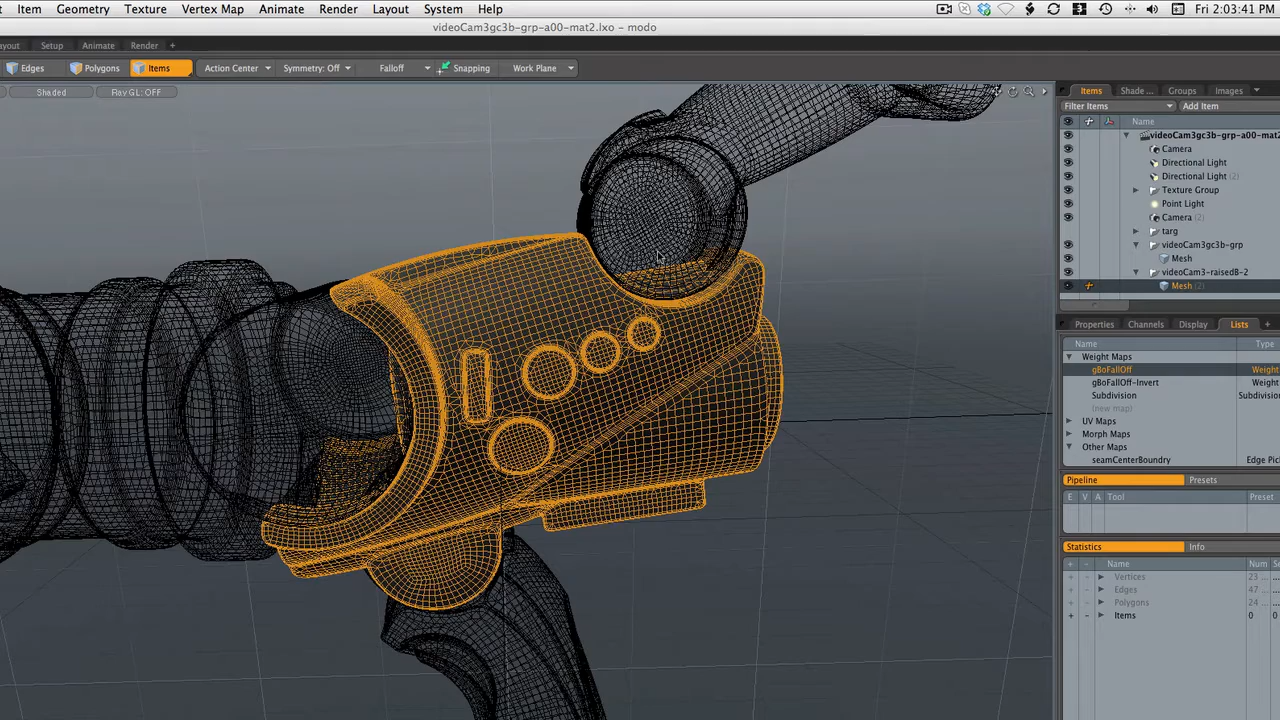 Item Geometry Texture Vertex Map Animate Render Layout System Help Fri 2:03:41 PM
videoCam3gc3b-grp-a00-mat2.lxo – modo
Setup Animate Render +
Edges Polygons Items Action Center Symmetry: Off Falloff Snapping Work Plane
Shaded Ray GL: OFF
Items Shade ... Groups Images
Filter Items Add Item
Name
videoCam3gc3b-grp-a00-mat2
Camera
Directional Light
Directional Light (2)
Texture Group
Point Light
Camera (2)
targ
videoCam3gc3b-grp
Mesh
videoCam3-raisedB-2
Mesh (2)
Properties Channels Display Lists +
Name Type
Weight Maps
gBoFallOff Weight
gBoFallOff-Invert Weight
Subdivision Subdivision
(new map)
UV Maps
Morph Maps
Other Maps
seamCenterBoundry Edge Pic
Pipeline Presets
E V A Tool Preset
Statistics Info
+ - Name Num
+ - Vertices 23 ...
+ - Edges 47 ...
+ - Polygons 24 ...
+ - Items 0